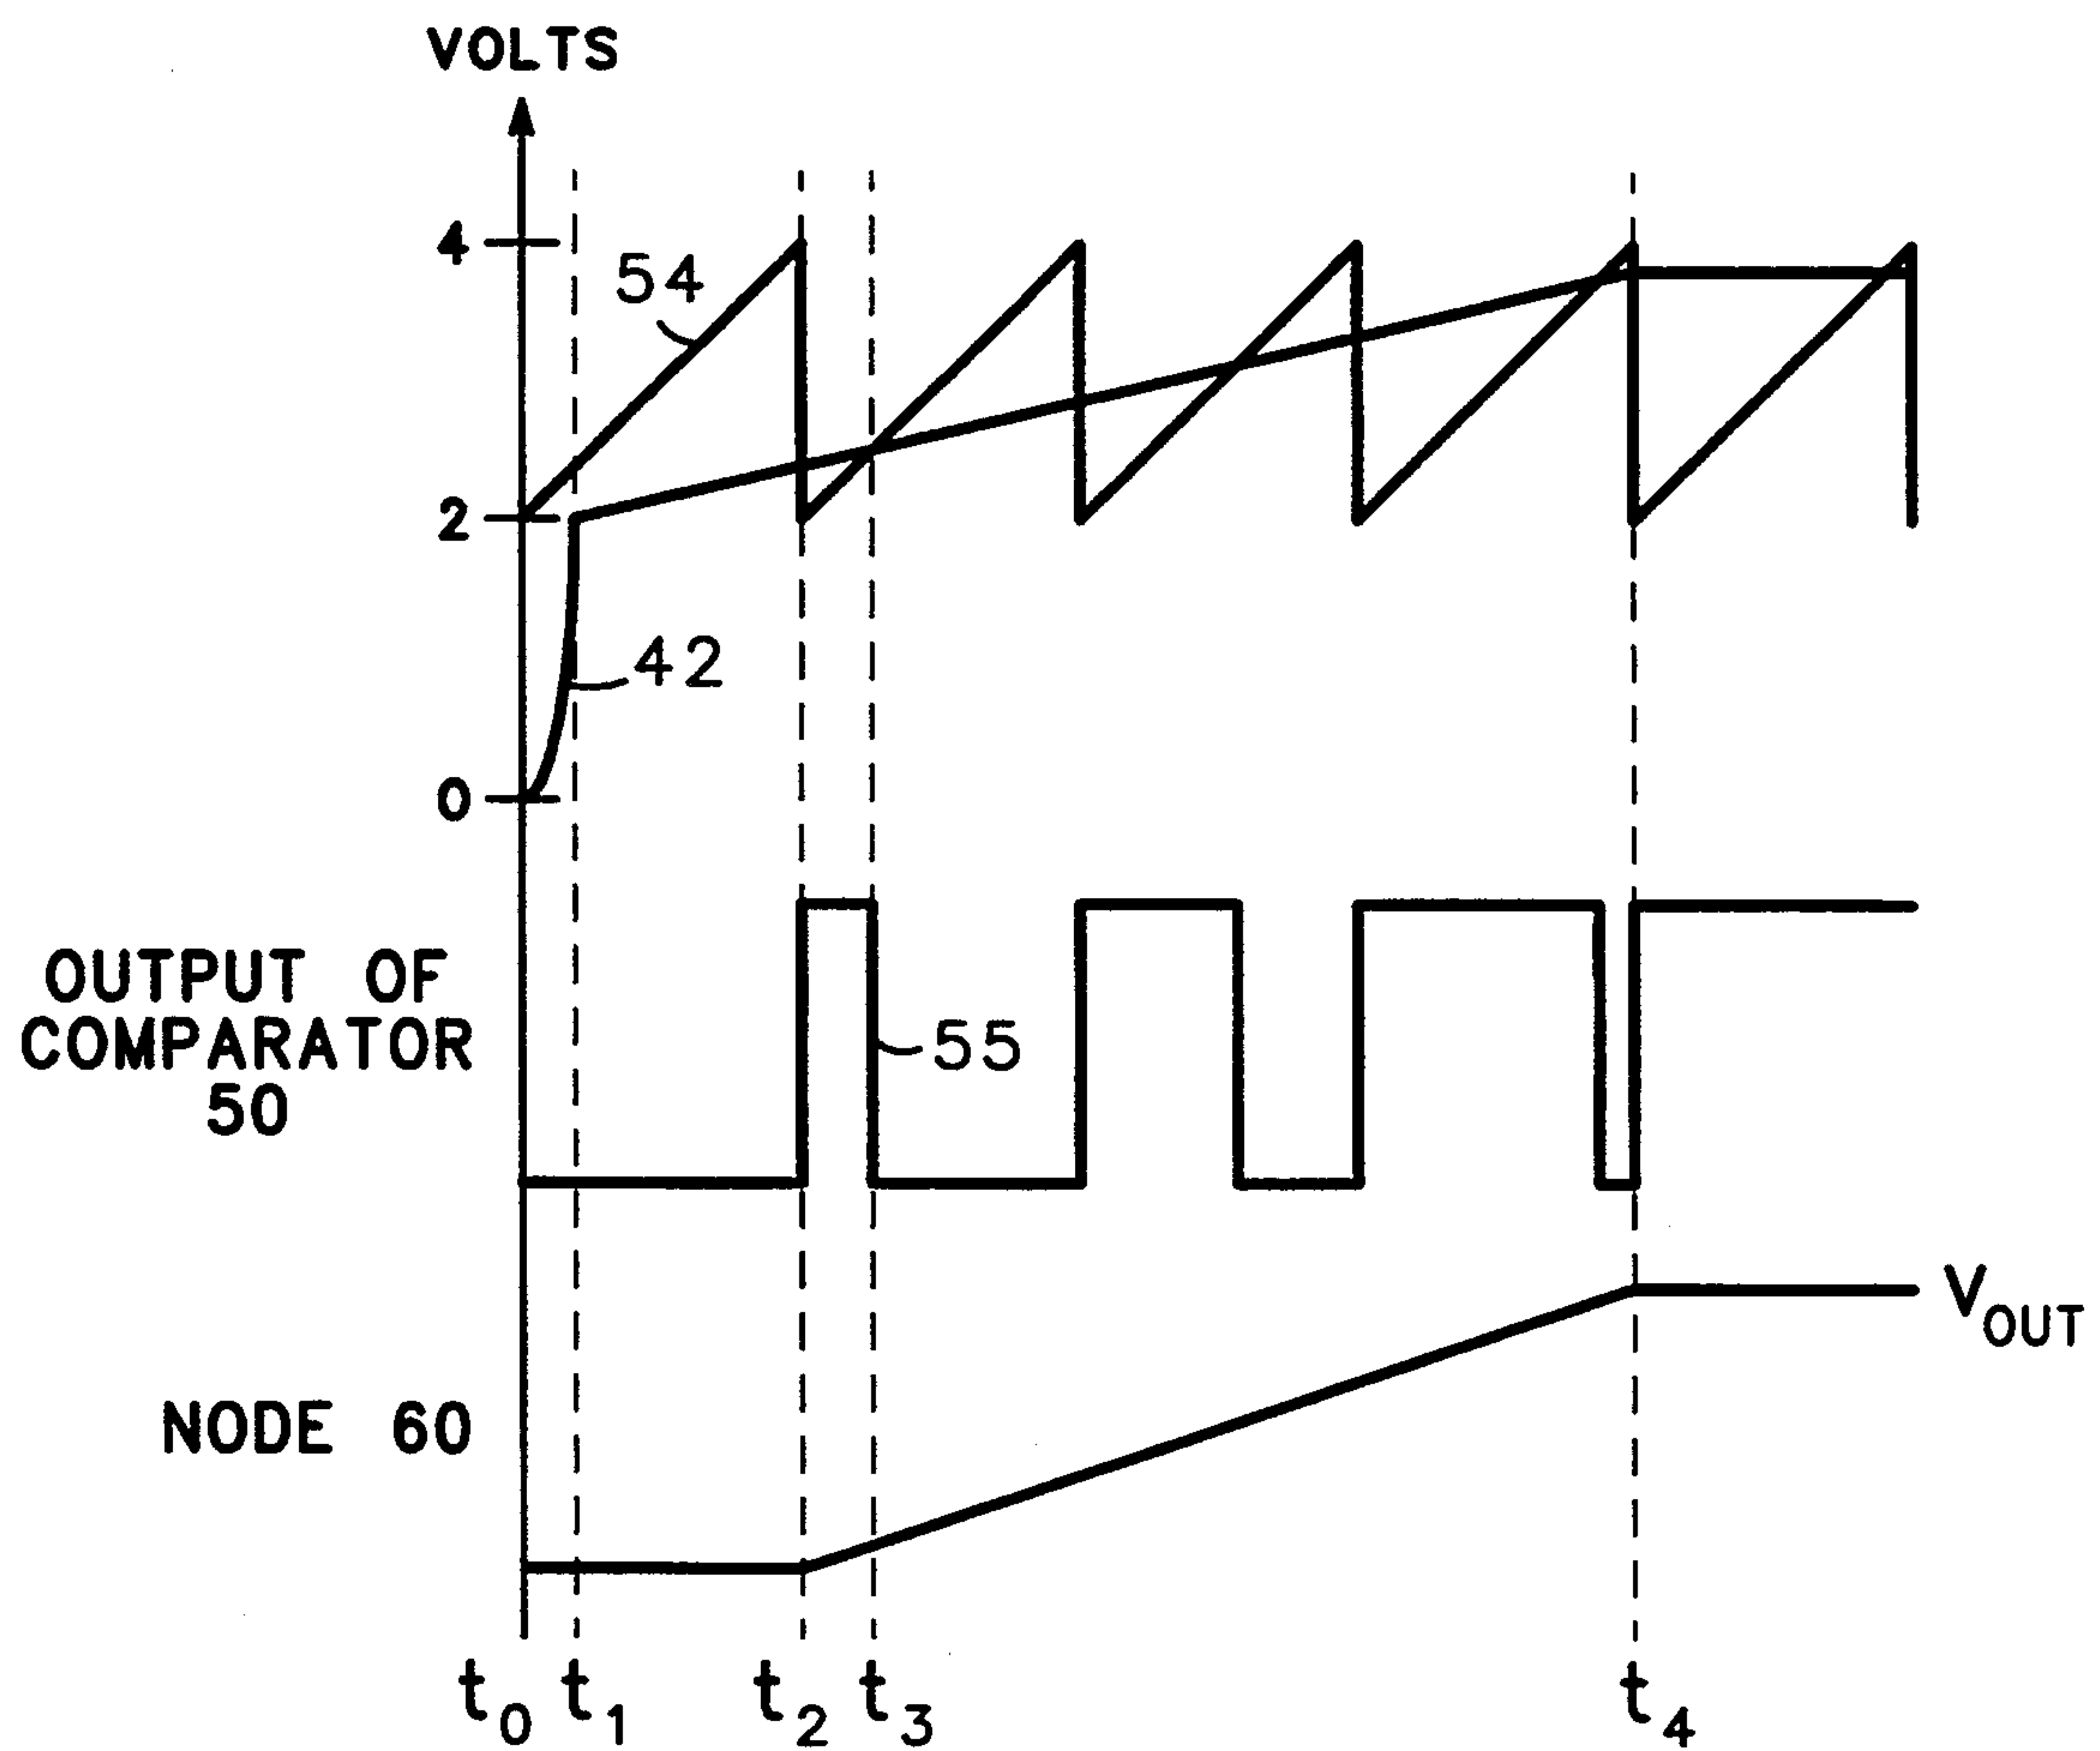 VOLTS
4
54
2
42
0
OUTPUT OF
COMPARATOR
50
55
VOUT
NODE 60
t0 t1 t2 t3 t4